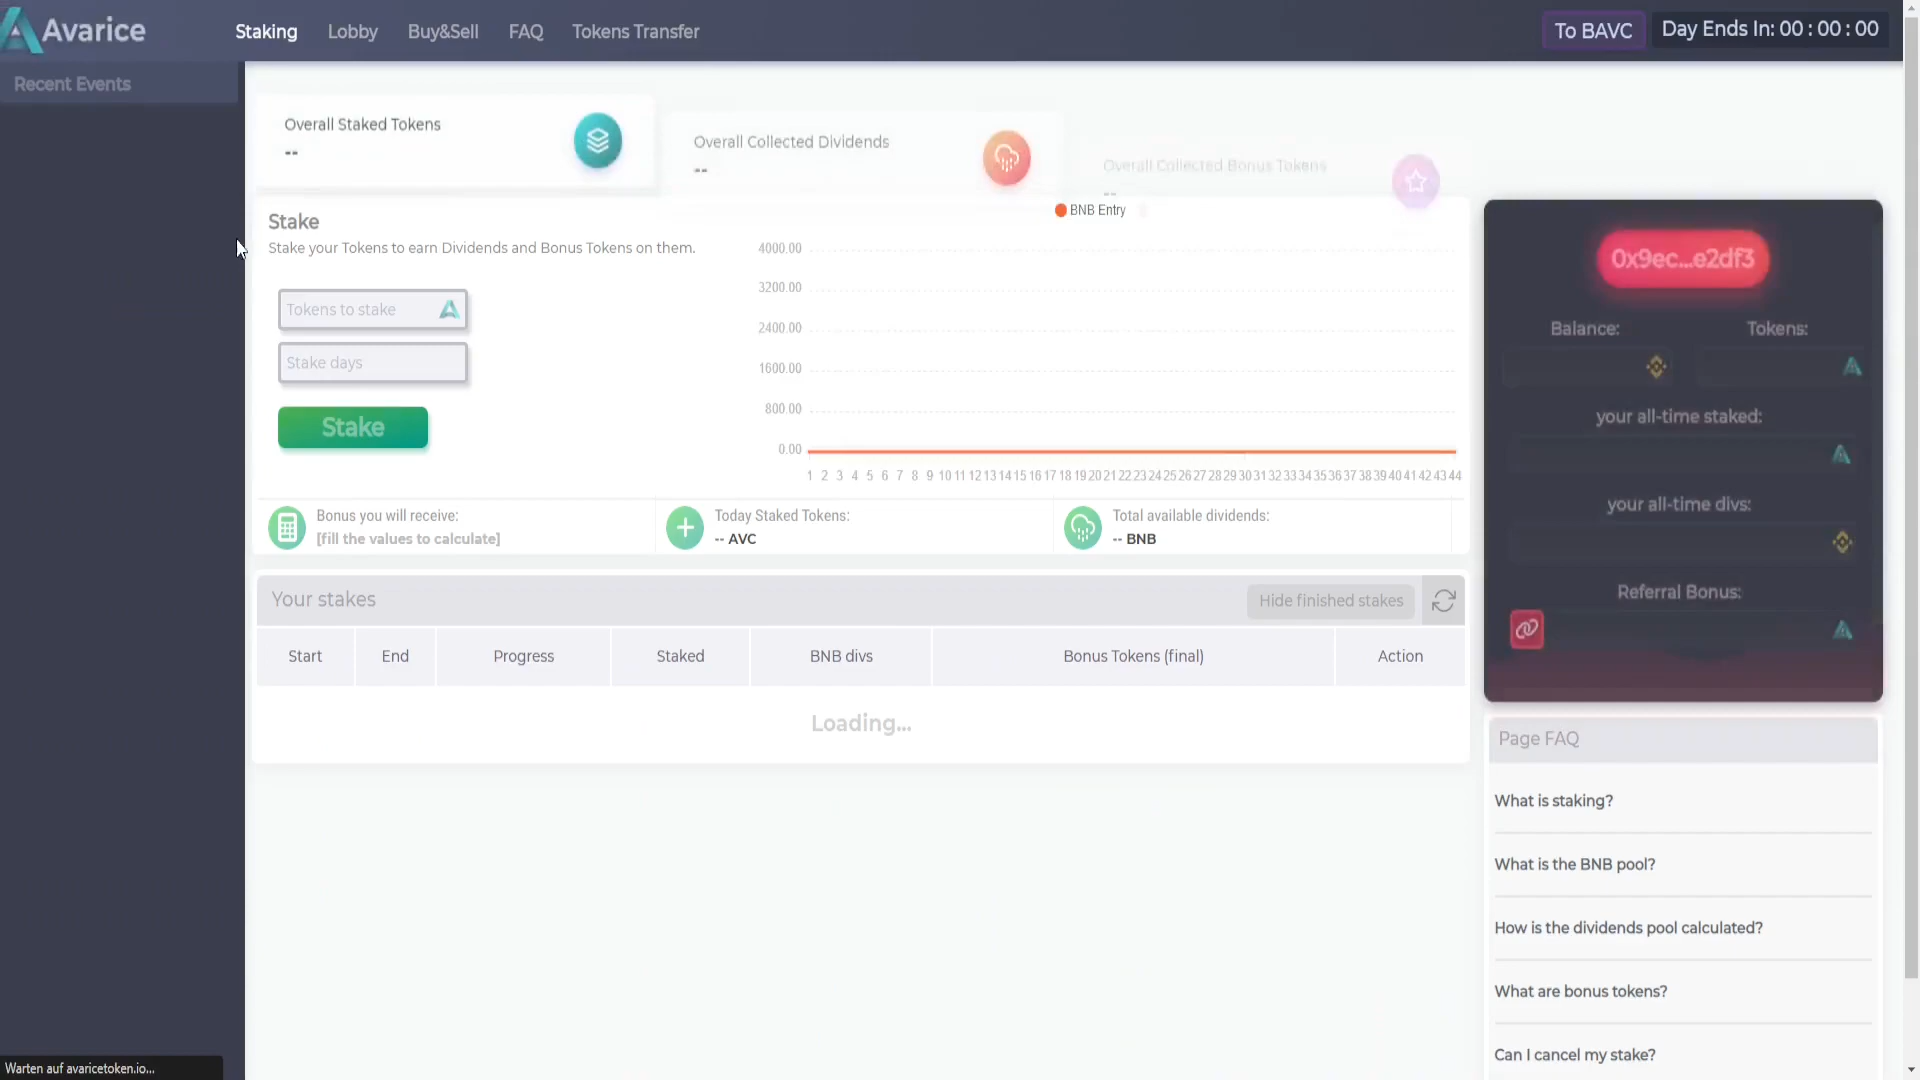 Avarice
Staking
Lobby
Buy&Sell
FAQ
Tokens Transfer
To BAVC
Day Ends In: 00 : 00 : 00
Recent Events
Overall Staked Tokens
--
Overall Collected Dividends
--
Overall Collected Bonus Tokens
--
Stake
Stake your Tokens to earn Dividends and Bonus Tokens on them.
Tokens to stake
Stake days
Stake
BNB Entry
4000.00
3200.00
2400.00
1600.00
800.00
0.00
1 2 3 4 5 6 7 8 9 10 11 12 13 14 15 16 17 18 19 20 21 22 23 24 25 26 27 28 29 30 31 32 33 34 35 36 37 38 39 40 41 42 43 44
Bonus you will receive:
[fill the values to calculate]
Today Staked Tokens:
-- AVC
Total available dividends:
-- BNB
Your stakes
Hide finished stakes
Start
End
Progress
Staked
BNB divs
Bonus Tokens (final)
Action
Loading...
0x9ec...e2df3
Balance:
Tokens:
your all-time staked:
your all-time divs:
Referral Bonus:
Page FAQ
What is staking?
What is the BNB pool?
How is the dividends pool calculated?
What are bonus tokens?
Can I cancel my stake?
Warten auf avaricetoken.io...